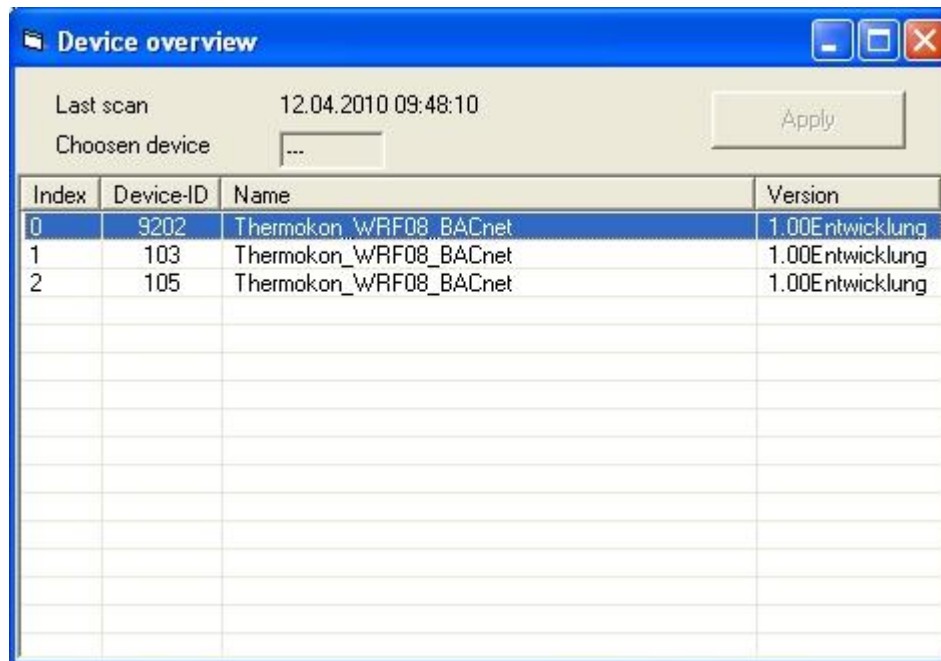 Device overview
Last scan 12.04.2010 09:48:10
Apply
Choosen device ---
Index Device-ID Name Version
0 9202 Thermokon_WRF08_BACnet 1.00Entwicklung
1 103 Thermokon_WRF08_BACnet 1.00Entwicklung
2 105 Thermokon_WRF08_BACnet 1.00Entwicklung